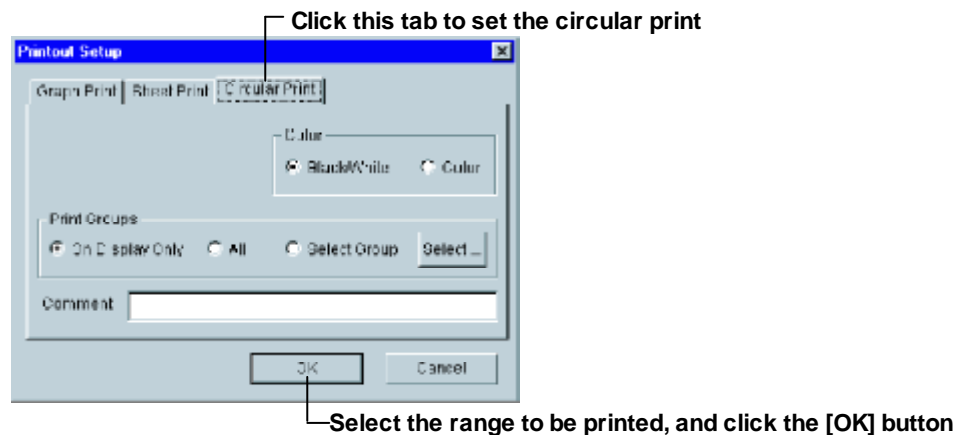 Click this tab to set the circular print
Printout Setup
Graph Print Sheet Print Circular Print
Color
Black/White Color
Print Groups
On Display Only All Select Group Select ...
Comment
OK Cancel
Select the range to be printed, and click the [OK] button